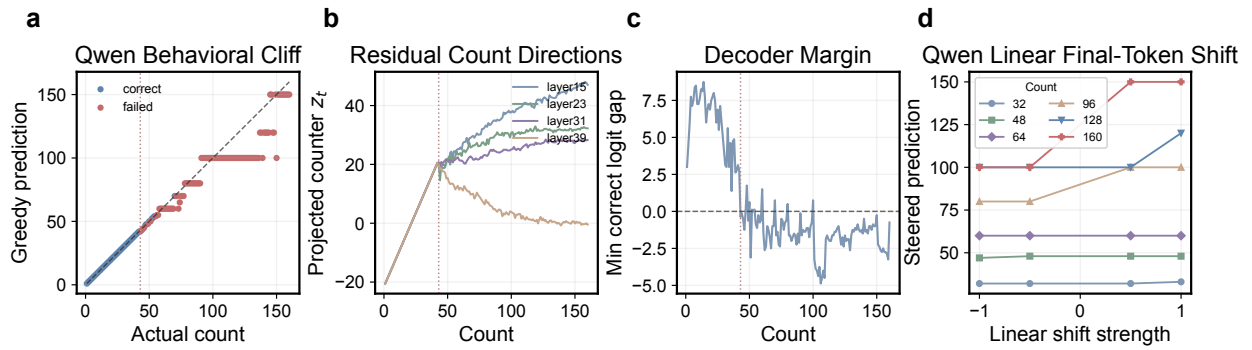 a
Qwen Behavioral Cliff
correct
failed
Greedy prediction
150
100
50
0
0
50
100
150
Actual count
b
Residual Count Directions
layer15
layer23
layer31
layer39
Projected counter z_t
40
20
0
−20
0
50
100
150
Count
c
Decoder Margin
Min correct logit gap
7.5
5.0
2.5
0.0
−2.5
−5.0
0
50
100
150
Count
d
Qwen Linear Final-Token Shift
Count
32
48
64
96
128
160
Steered prediction
150
125
100
75
50
−1
0
1
Linear shift strength